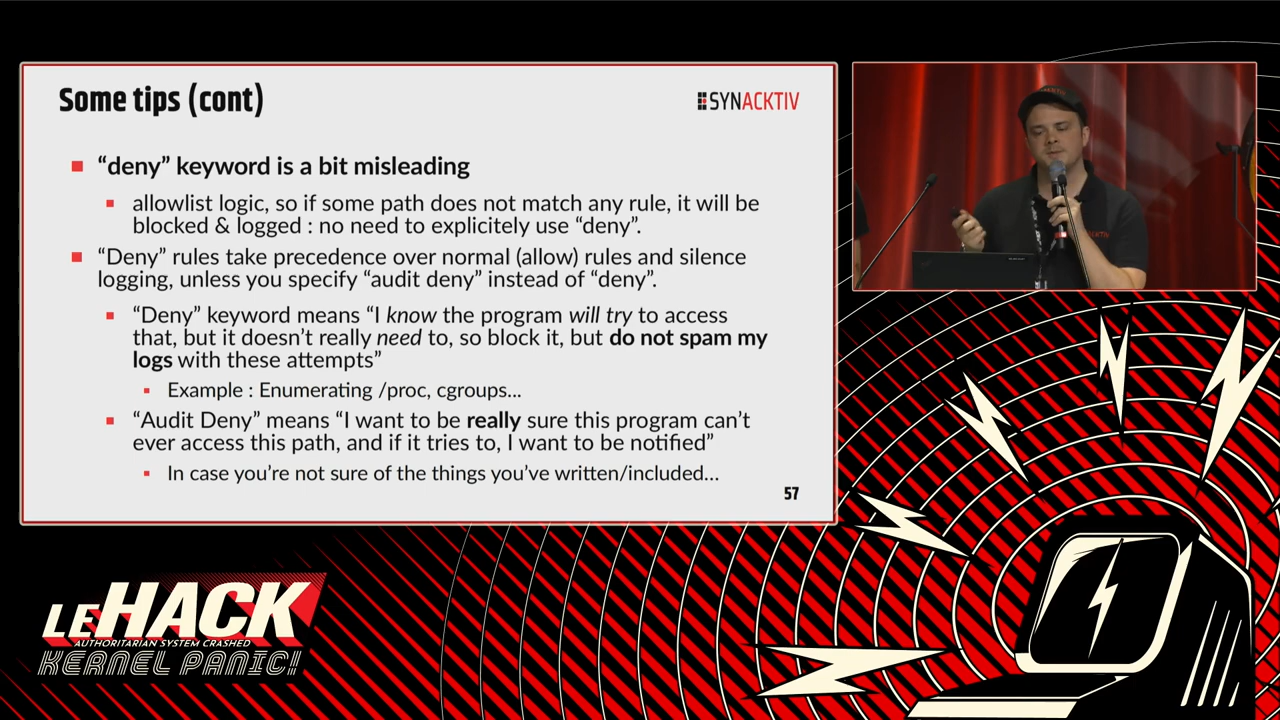 Some tips (cont)
SYNACKTIV
“deny” keyword is a bit misleading
allowlist logic, so if some path does not match any rule, it will be
blocked & logged : no need to explicitely use “deny”.
“Deny” rules take precedence over normal (allow) rules and silence
logging, unless you specify “audit deny” instead of “deny”.
“Deny” keyword means “I know the program will try to access
that, but it doesn’t really need to, so block it, but do not spam my
logs with these attempts”
Example : Enumerating /proc, cgroups...
“Audit Deny” means “I want to be really sure this program can’t
ever access this path, and if it tries to, I want to be notified”
In case you’re not sure of the things you’ve written/included...
57
LEHACK
AUTHORITARIAN SYSTEM CRASHED
KERNEL PANIC!